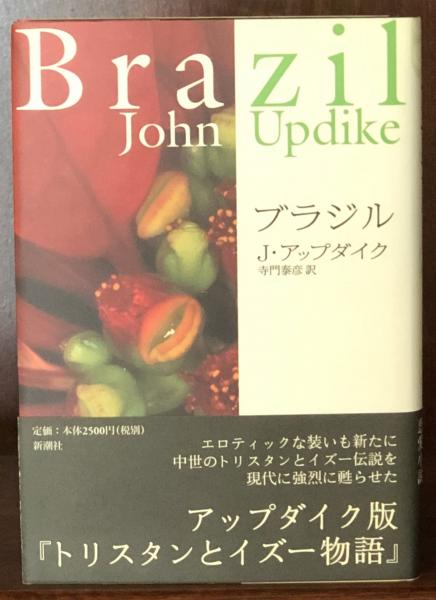 Brazil
John Updike
ブラジル
J・アップダイク
寺門泰彦 訳
定価：本体2500円(税別)
新潮社
エロティックな装いも新たに
中世のトリスタンとイズー伝説を
現代に強烈に甦らせた
アップダイク版
『トリスタンとイズー物語』